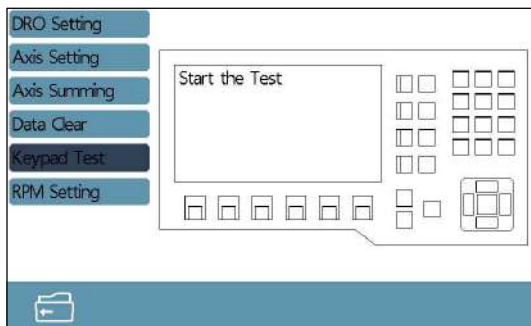 DRO Setting
Axis Setting
Axis Summing
Data Clear
Keypad Test
RPM Setting
Start the Test